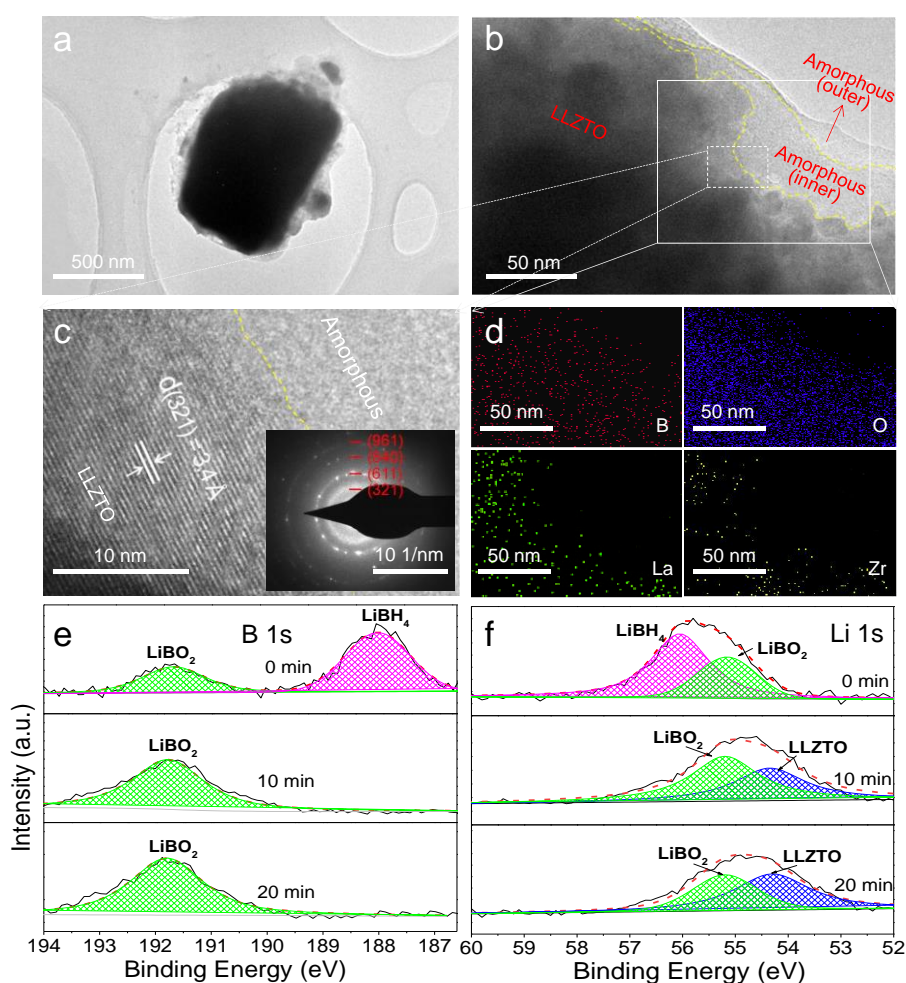 a
500 nm
b
LLZTO
Amorphous
(outer)
Amorphous
(inner)
50 nm
c
Amorphous
d(321) =3.4Å
LLZTO
10 nm
(961)
(840)
(611)
(321)
10 1/nm
d
50 nm
B
50 nm
O
50 nm
La
50 nm
Zr
e
B 1s
LiBO2
LiBH4
0 min
LiBO2
10 min
LiBO2
20 min
Intensity (a.u.)
194 193 192 191 190 189 188 187
Binding Energy (eV)
f
Li 1s
LiBH4
LiBO2
0 min
LiBO2
LLZTO
10 min
LiBO2
LLZTO
20 min
60 59 58 57 56 55 54 53 52
Binding Energy (eV)